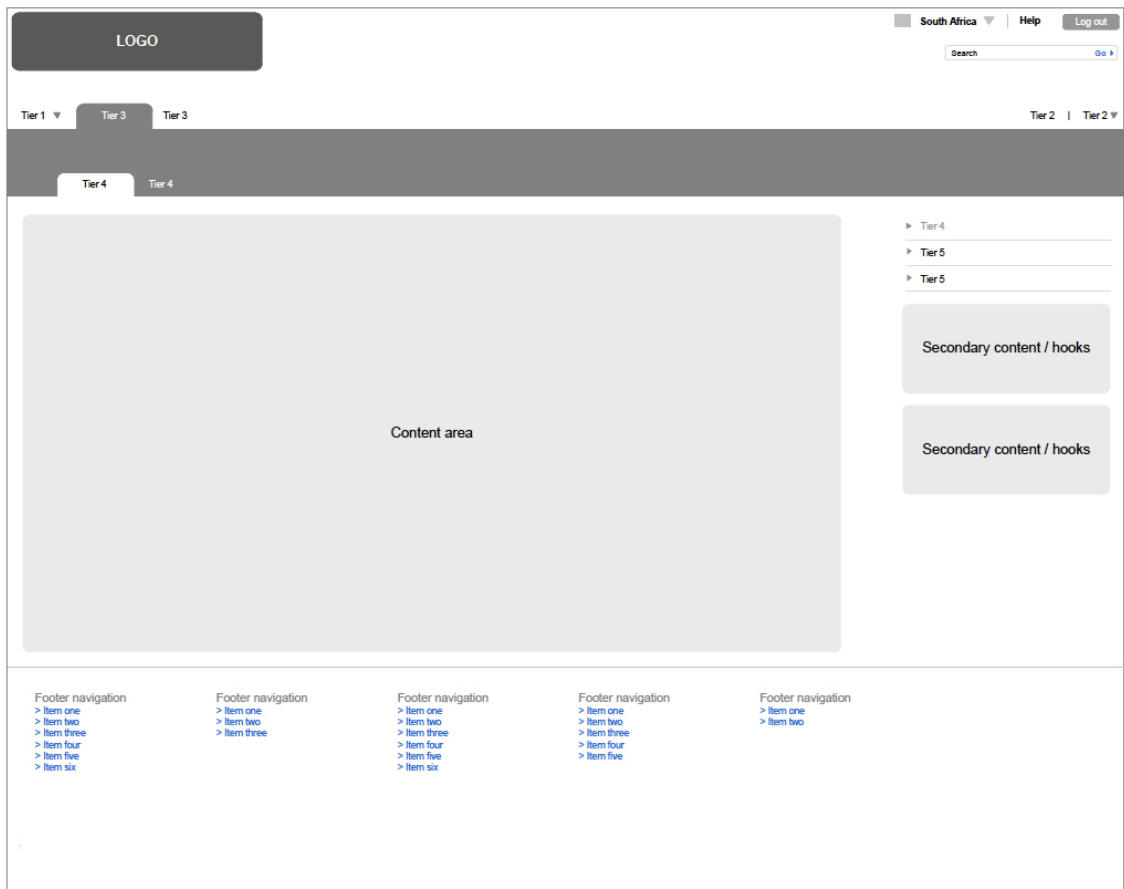 LOGO
South Africa | Help Log out
Search Go
Tier 1 Tier 3 Tier 3 Tier 2 | Tier 2
Tier 4 Tier 4
Content area
Tier 4
Tier 5
Tier 5
Secondary content / hooks
Secondary content / hooks
Footer navigation
> Item one
> Item two
> Item three
> Item four
> Item five
> Item six
Footer navigation
> Item one
> Item two
> Item three
Footer navigation
> Item one
> Item two
> Item three
> Item four
> Item five
> Item six
Footer navigation
> Item one
> Item two
> Item three
> Item four
> Item five
Footer navigation
> Item one
> Item two